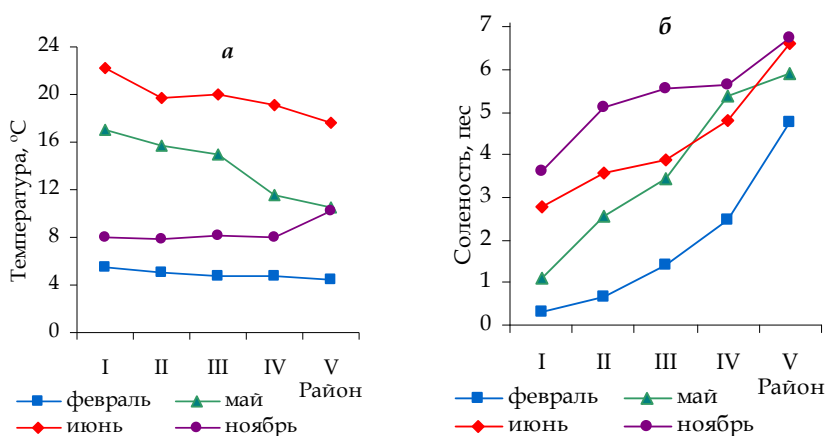 а
Температура, ºС
24
20
16
12
8
4
0
I II III IV V
Район
февраль май
июнь ноябрь
б
Соленость, пес
7
6
5
4
3
2
1
0
I II III IV V
Район
февраль май
июнь ноябрь